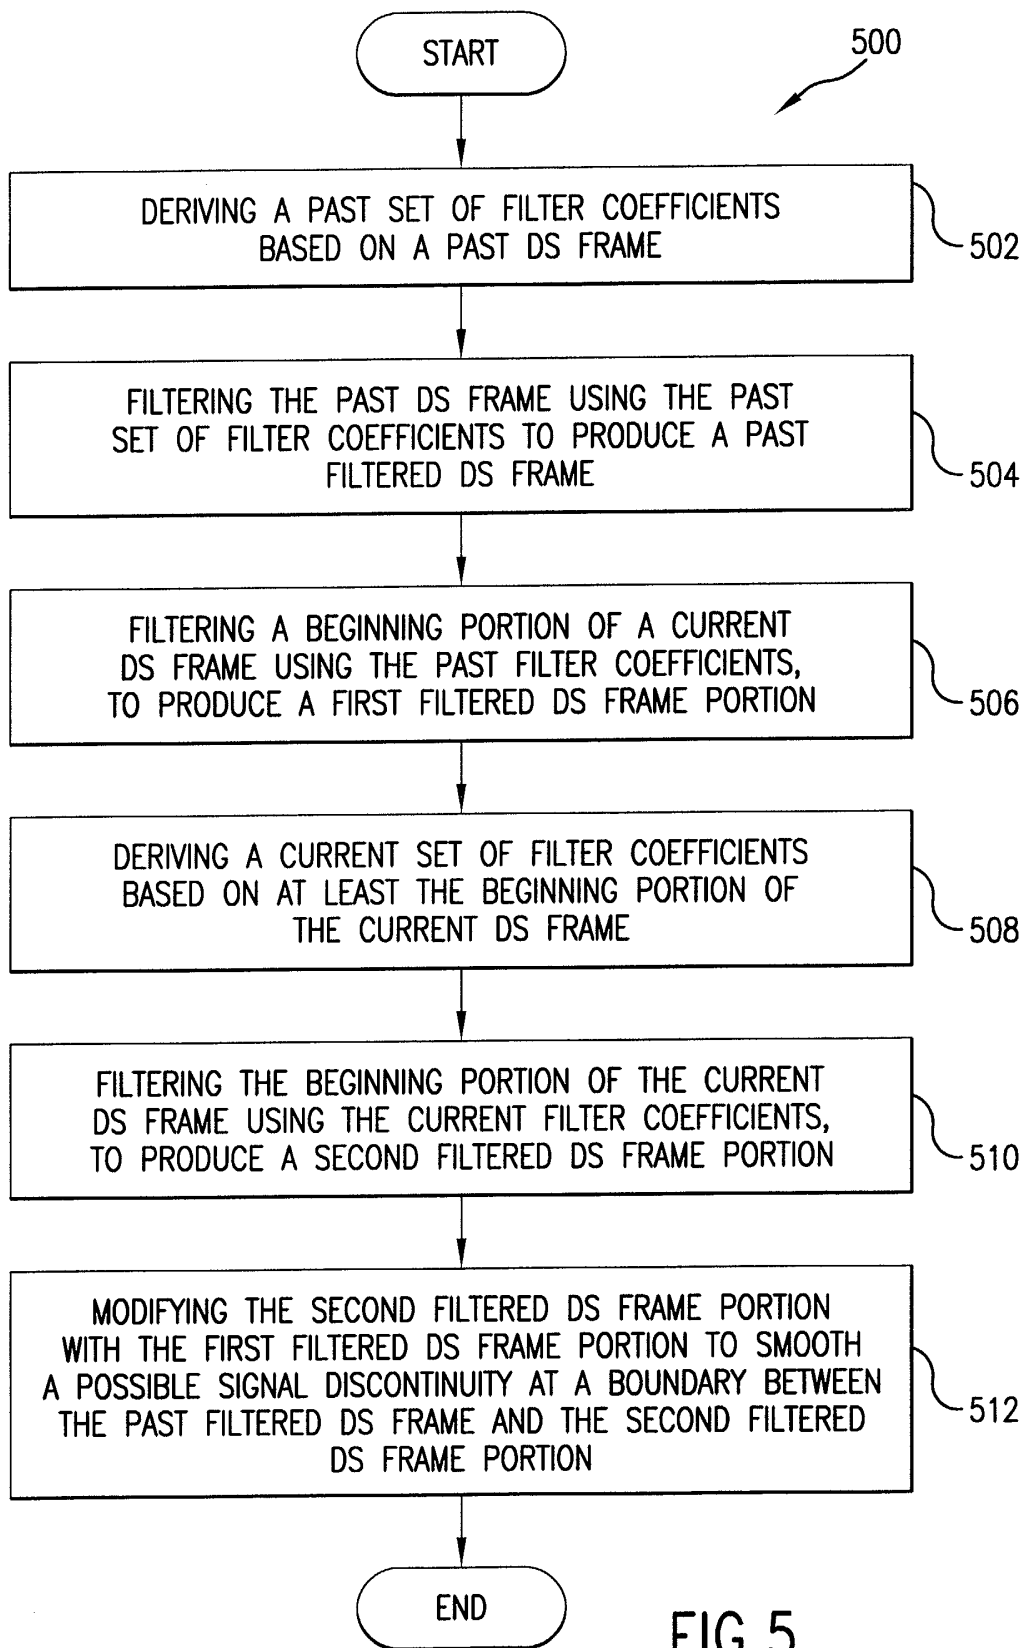 START
500
DERIVING A PAST SET OF FILTER COEFFICIENTS
BASED ON A PAST DS FRAME
502
FILTERING THE PAST DS FRAME USING THE PAST
SET OF FILTER COEFFICIENTS TO PRODUCE A PAST
FILTERED DS FRAME
504
FILTERING A BEGINNING PORTION OF A CURRENT
DS FRAME USING THE PAST FILTER COEFFICIENTS,
TO PRODUCE A FIRST FILTERED DS FRAME PORTION
506
DERIVING A CURRENT SET OF FILTER COEFFICIENTS
BASED ON AT LEAST THE BEGINNING PORTION OF
THE CURRENT DS FRAME
508
FILTERING THE BEGINNING PORTION OF THE CURRENT
DS FRAME USING THE CURRENT FILTER COEFFICIENTS,
TO PRODUCE A SECOND FILTERED DS FRAME PORTION
510
MODIFYING THE SECOND FILTERED DS FRAME PORTION
WITH THE FIRST FILTERED DS FRAME PORTION TO SMOOTH
A POSSIBLE SIGNAL DISCONTINUITY AT A BOUNDARY BETWEEN
THE PAST FILTERED DS FRAME AND THE SECOND FILTERED
DS FRAME PORTION
512
END
FIG.5